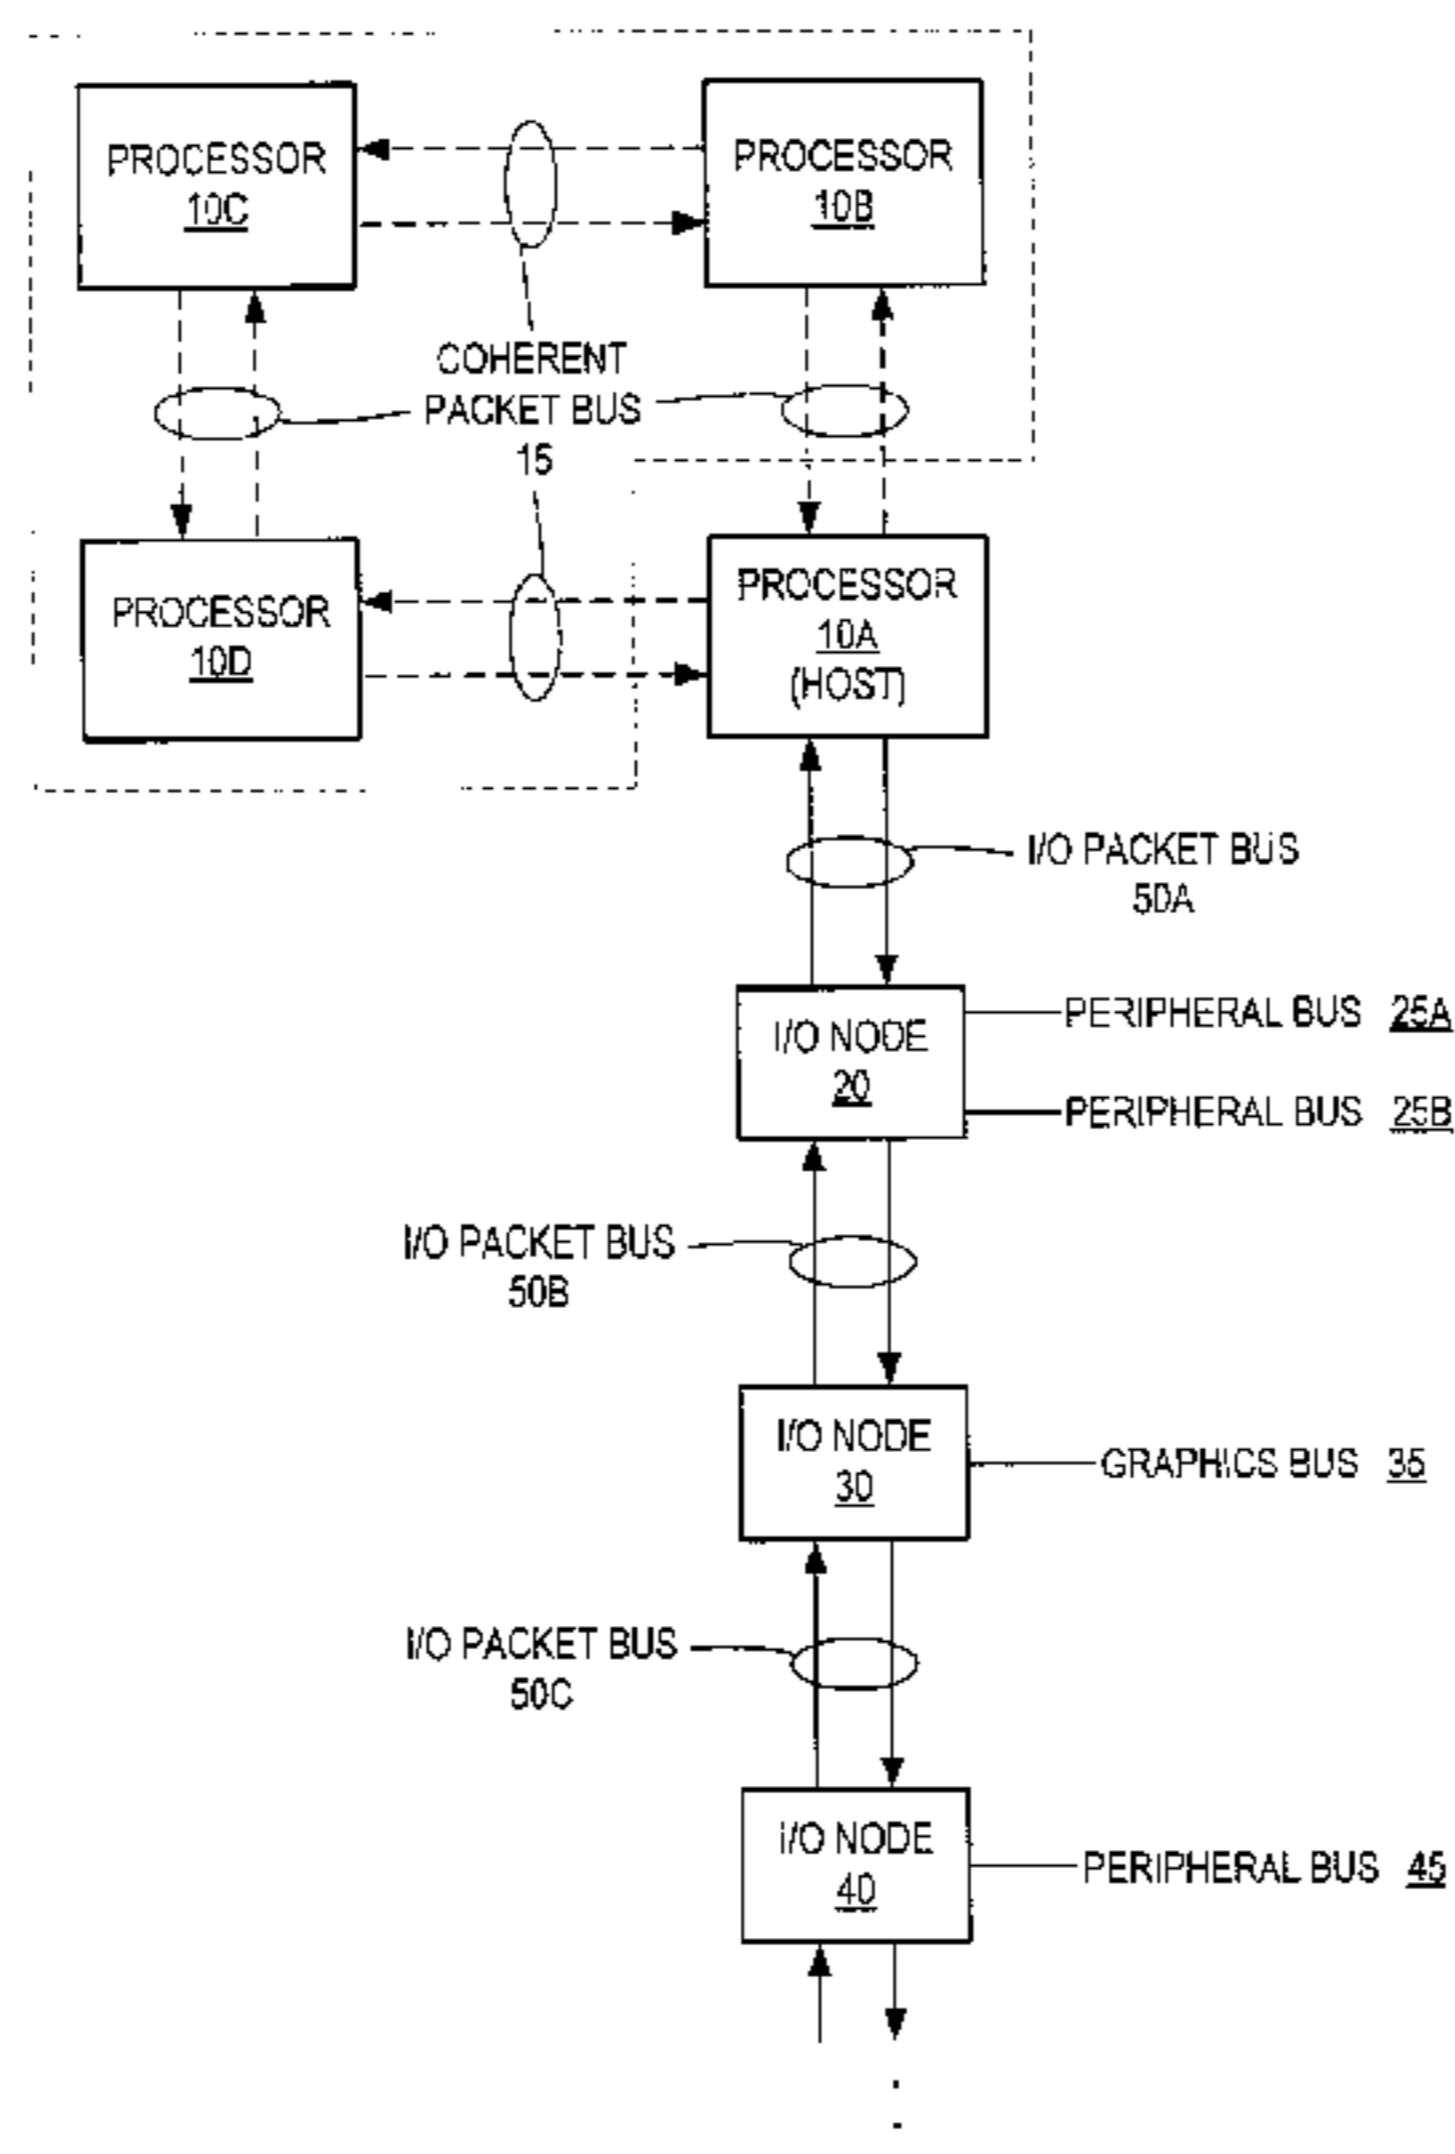 PROCESSOR
10C
PROCESSOR
10B
COHERENT
PACKET BUS
15
PROCESSOR
10D
PROCESSOR
10A
(HOST)
I/O PACKET BUS
50A
I/O NODE
20
PERIPHERAL BUS 25A
PERIPHERAL BUS 25B
I/O PACKET BUS
50B
I/O NODE
30
GRAPHICS BUS 35
I/O PACKET BUS
50C
I/O NODE
40
PERIPHERAL BUS 45